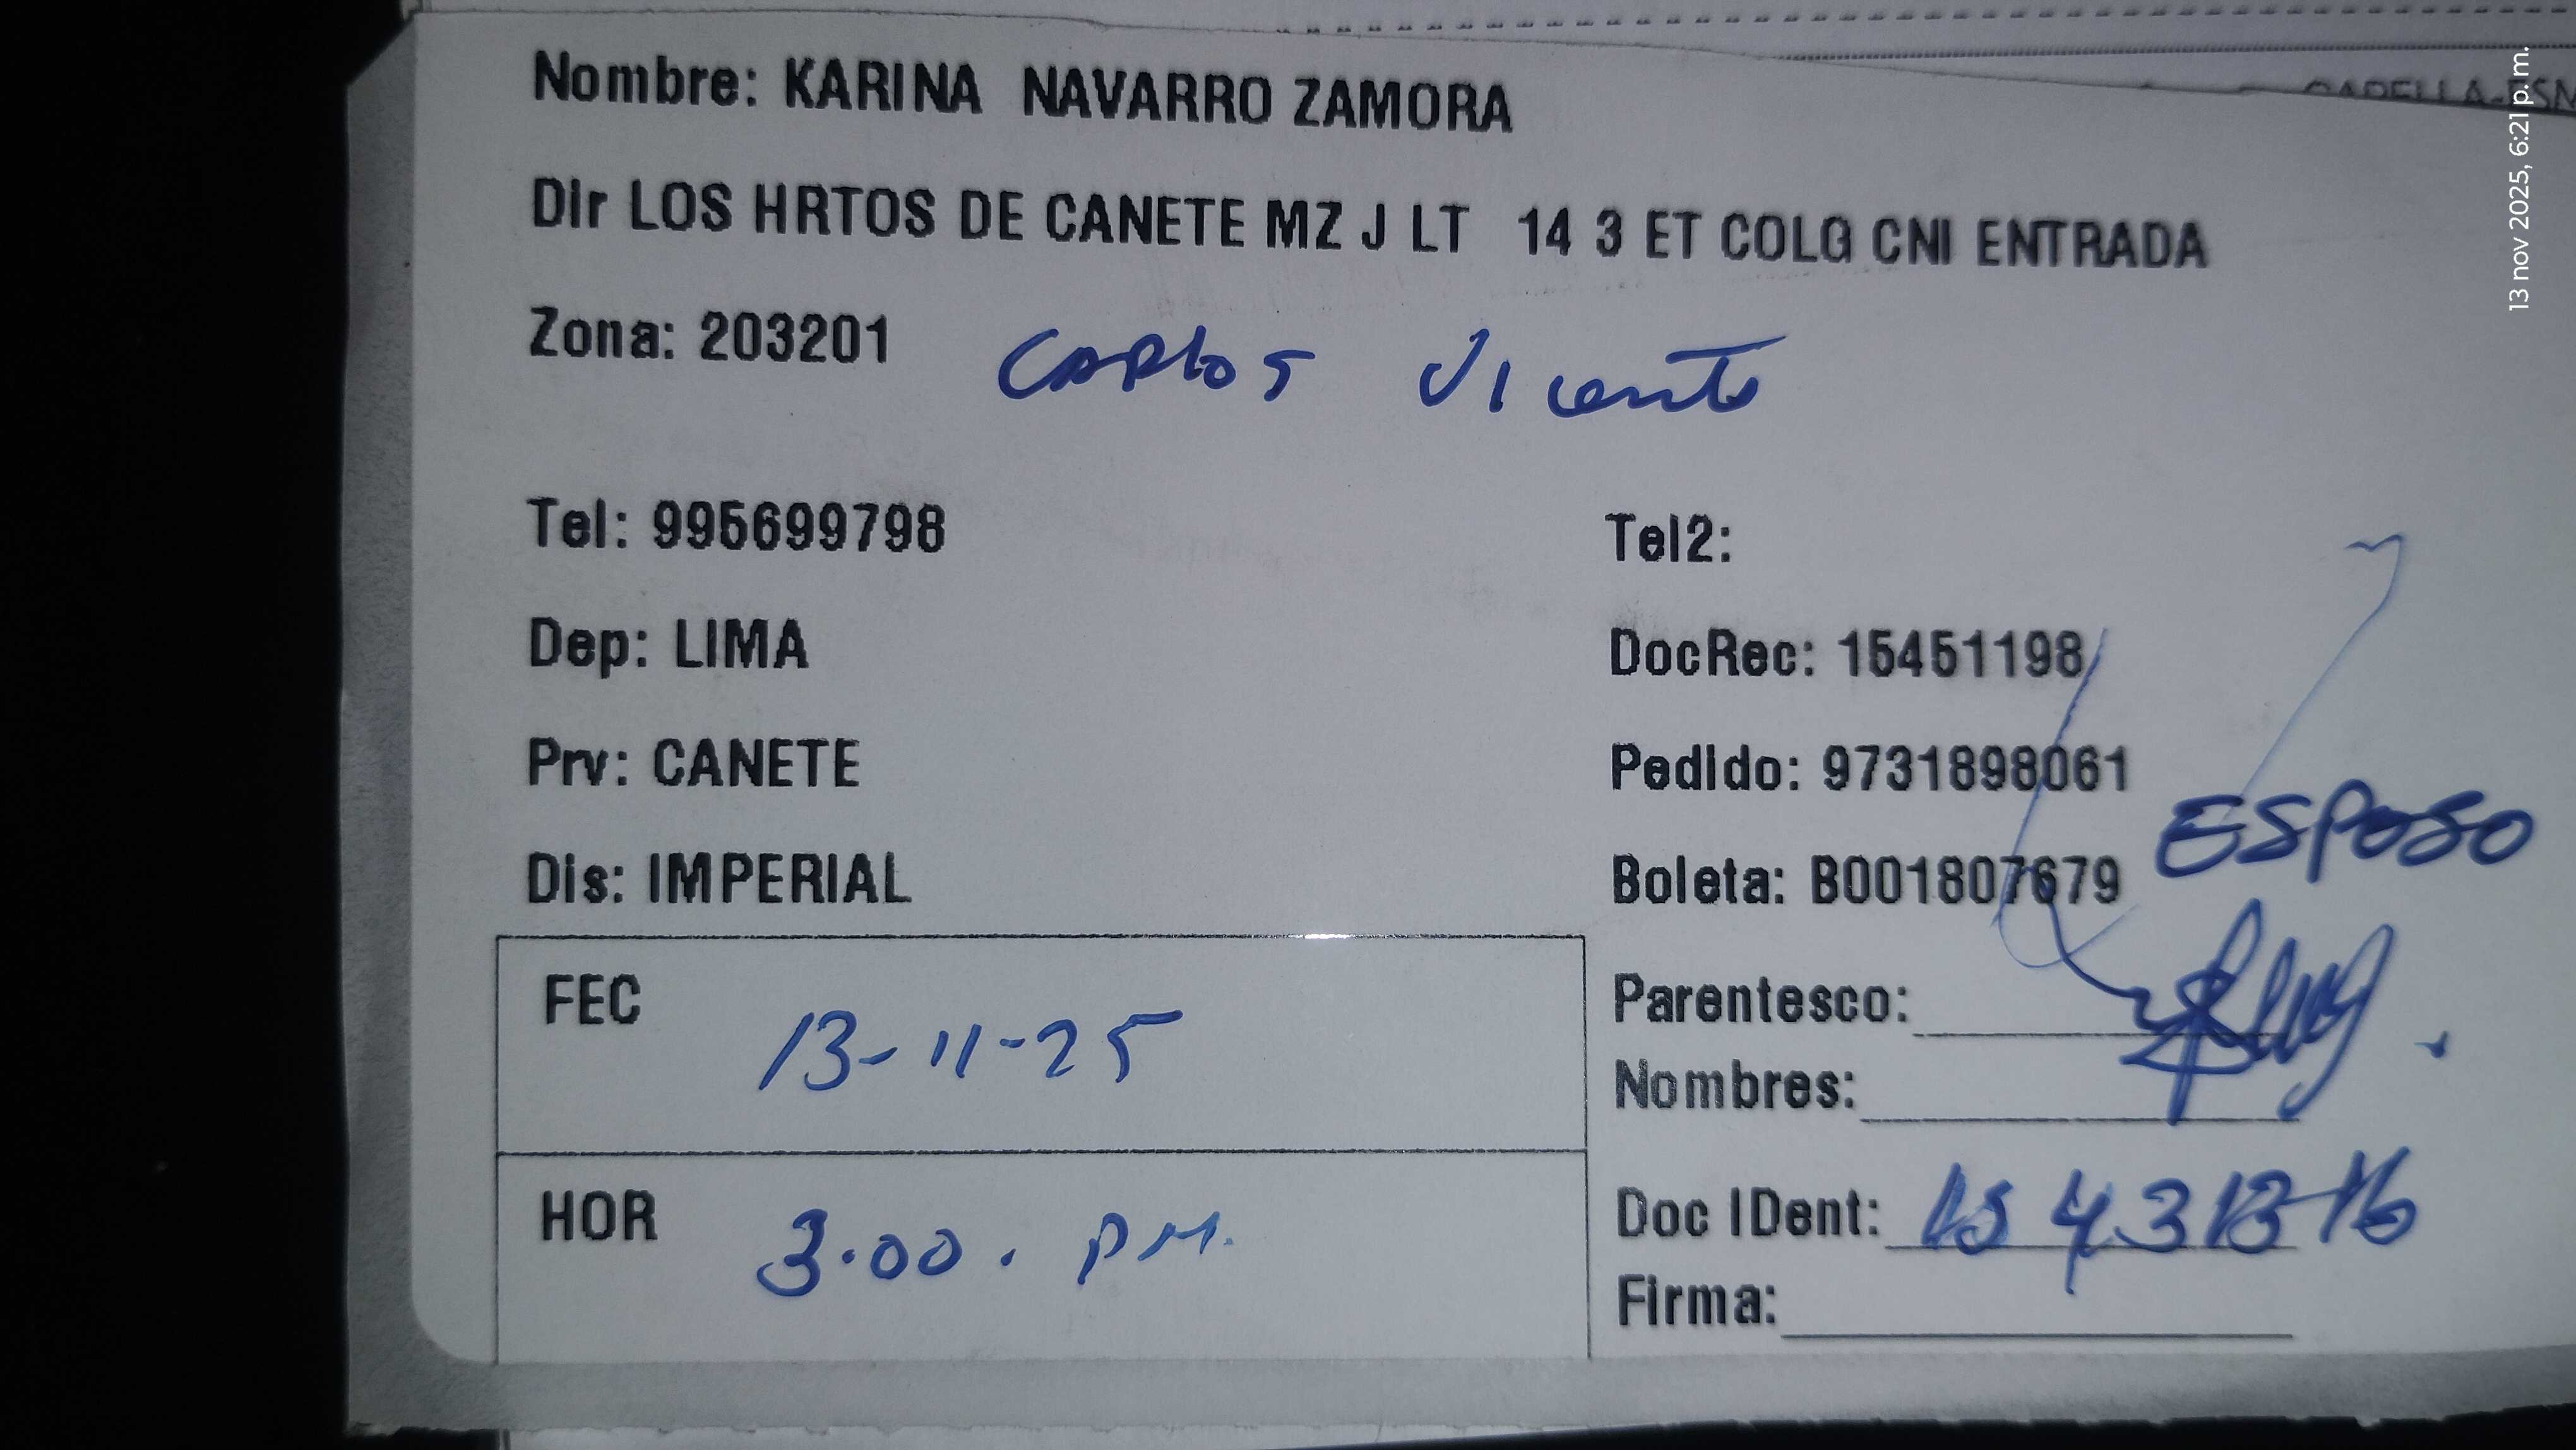 Nombre: KARINA NAVARRO ZAMORA
Dir LOS HRTOS DE CANETE MZ J LT 14 3 ET COLG CNI ENTRADA
Zona: 203201
Carlos Vicente
Tel: 995699798
Tel2:
Dep: LIMA
DocRec: 15451198
Prv: CANETE
Pedido: 9731898061
ESPOSO
Dis: IMPERIAL
Boleta: B001807679
FEC 13-11-25
Parentesco:
Nombres:
HOR 3.00. PM.
Doc IDent:
Firma:
13 nov 2025, 6:21 p. m.